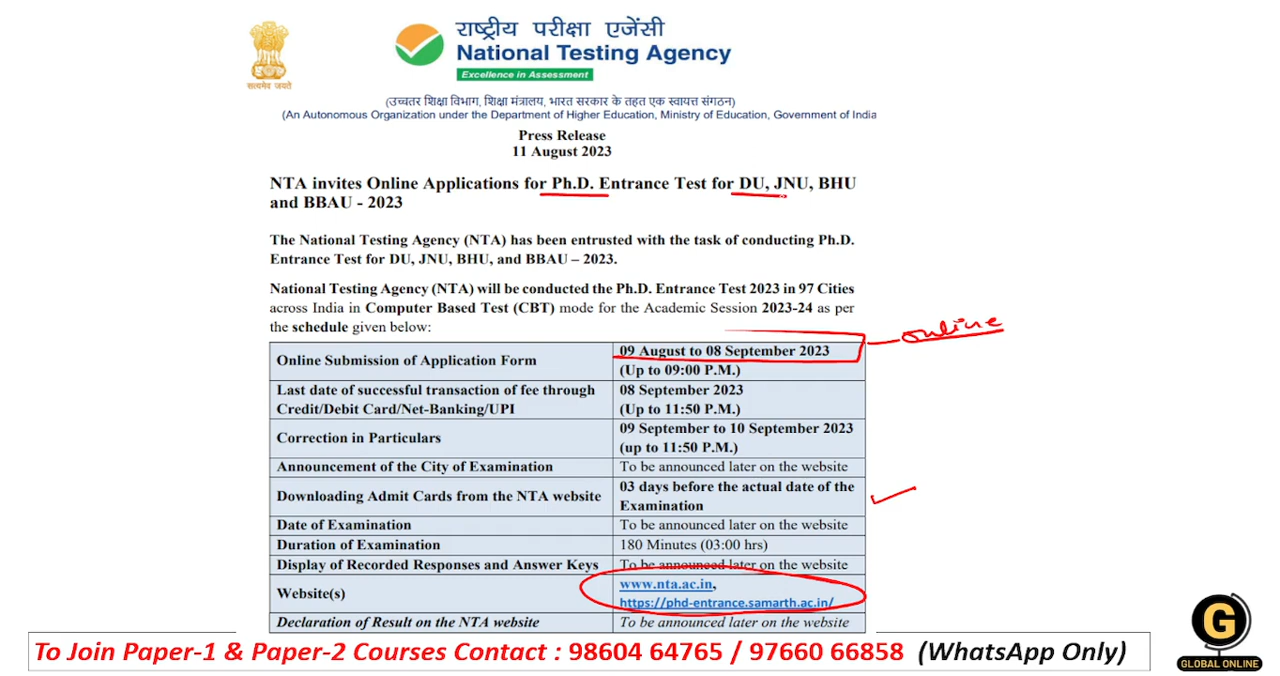 राष्ट्रीय परीक्षा एजेंसी
National Testing Agency
Excellence in Assessment
सत्यमेव जयते
(उच्चतर शिक्षा विभाग, शिक्षा मंत्रालय, भारत सरकार के तहत एक स्वायत्त संगठन)
(An Autonomous Organization under the Department of Higher Education, Ministry of Education, Government of India
Press Release
11 August 2023
NTA invites Online Applications for Ph.D. Entrance Test for DU, JNU, BHU
and BBAU - 2023
The National Testing Agency (NTA) has been entrusted with the task of conducting Ph.D.
Entrance Test for DU, JNU, BHU, and BBAU – 2023.
National Testing Agency (NTA) will be conducted the Ph.D. Entrance Test 2023 in 97 Cities
across India in Computer Based Test (CBT) mode for the Academic Session 2023-24 as per
the schedule given below:
online
Online Submission of Application Form
09 August to 08 September 2023
(Up to 09:00 P.M.)
Last date of successful transaction of fee through
Credit/Debit Card/Net-Banking/UPI
08 September 2023
(Up to 11:50 P.M.)
Correction in Particulars
09 September to 10 September 2023
(up to 11:50 P.M.)
Announcement of the City of Examination
To be announced later on the website
Downloading Admit Cards from the NTA website
03 days before the actual date of the
Examination
Date of Examination
To be announced later on the website
Duration of Examination
180 Minutes (03:00 hrs)
Display of Recorded Responses and Answer Keys
To be announced later on the website
Website(s)
www.nta.ac.in,
https://phd-entrance.samarth.ac.in/
Declaration of Result on the NTA website
To be announced later on the website
To Join Paper-1 & Paper-2 Courses Contact : 98604 64765 / 97660 66858 (WhatsApp Only)
G
GLOBAL ONLINE